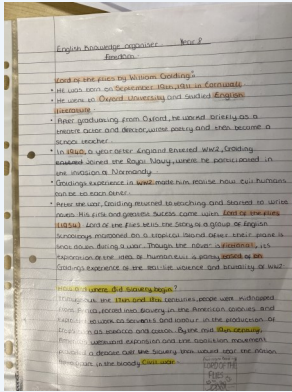 English Knowledge organiser - Year 8
Freedom.
Lord of the flies by William Golding:
• He was born on September 19th, 1911 in Cornwall
• He went to Oxford University and studied English
Literature.
• After graduating from Oxford, he worked briefly as a
theatre actor and director, wrote poetry and then became a
school teacher.
• In 1940, a year after England entered WW2, Golding
joined the Royal Navy, where he participated in
the invasion of Normandy.
• Goldings experience in WW2 made him realise how evil humans
can be to each other.
• After the war, Golding returned to teaching and started to write
novels. His first and greatest success came with Lord of the flies
(1954). Lord of the flies tells the story of a group of English
schoolboys marooned on a tropical island after their plane is
shot down during a war. Though the novel is fictional, its
exploration of the idea of human evil is partly based on
Goldings experience of the real-life violence and brutality of WW2.
How and where did slavery begin?
Throughout the 17th and 18th centuries, people were kidnapped
from Africa, forced into slavery in the American colonies and
exploited to work as servants and labour in the production of
crops such as tobacco and cotton. By the mid 19th century,
America's westward expansion and the abolition movement
provoked a debate over the slavery that would tear the nation
apart in the bloody Civil war.
LORD OF THE
FLIES